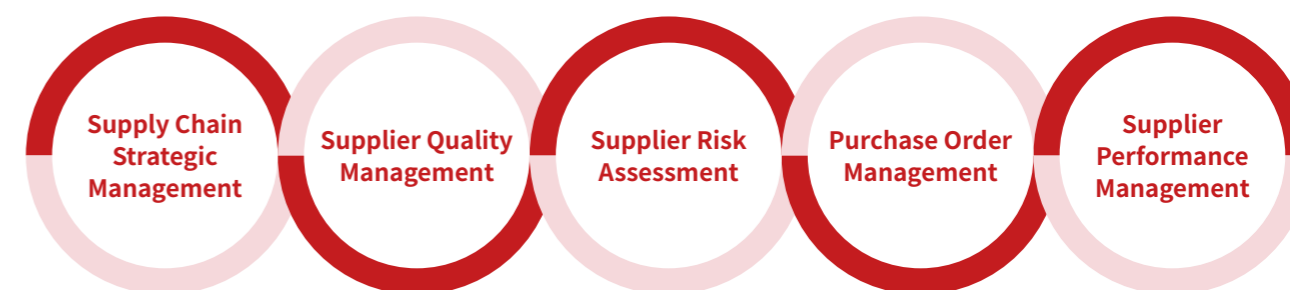 Supply Chain
Strategic
Management
Supplier Quality
Management
Supplier Risk
Assessment
Purchase Order
Management
Supplier
Performance
Management